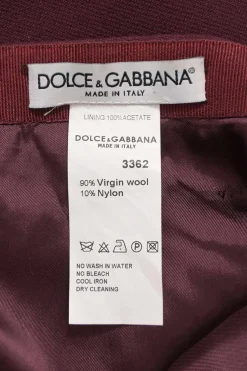 DOLCE & GABBANA®
MADE IN ITALY
LINING 100% ACETATE
DOLCE & GABBANA
MADE IN ITALY
3362
90% Virgin wool
10% Nylon
NO WASH IN WATER
NO BLEACH
COOL IRON
DRY CLEANING